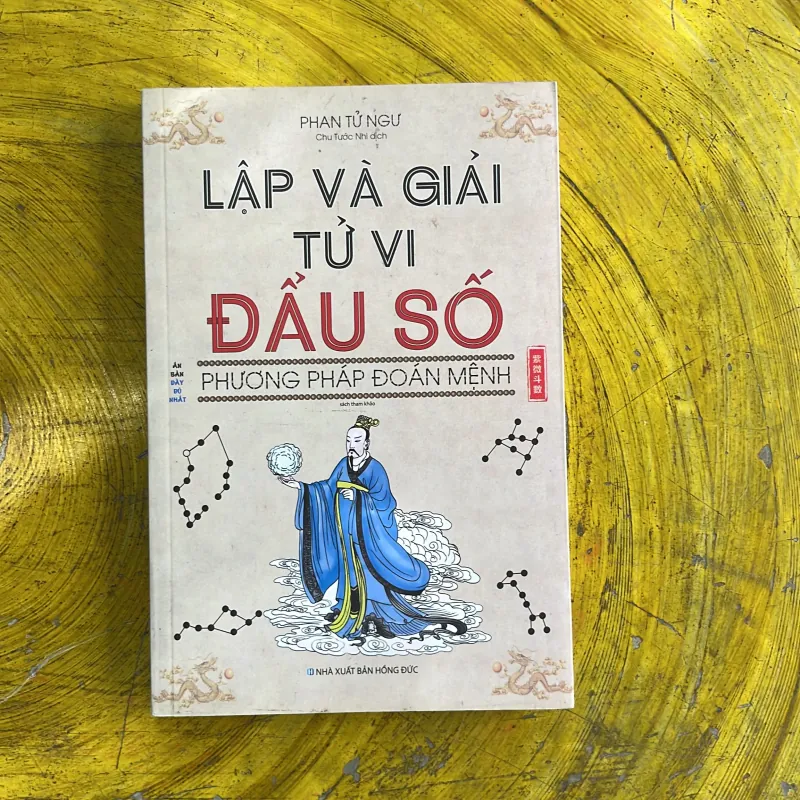 PHAN TỬ NGƯ
Chu Tước Nhi dịch
LẬP VÀ GIẢI
TỬ VI
ĐẨU SỐ
PHƯƠNG PHÁP ĐOÁN MỆNH
sách tham khảo
ẤN
BẢN
ĐẦY
ĐỦ
NHẤT
紫微斗数
NHÀ XUẤT BẢN HỒNG ĐỨC